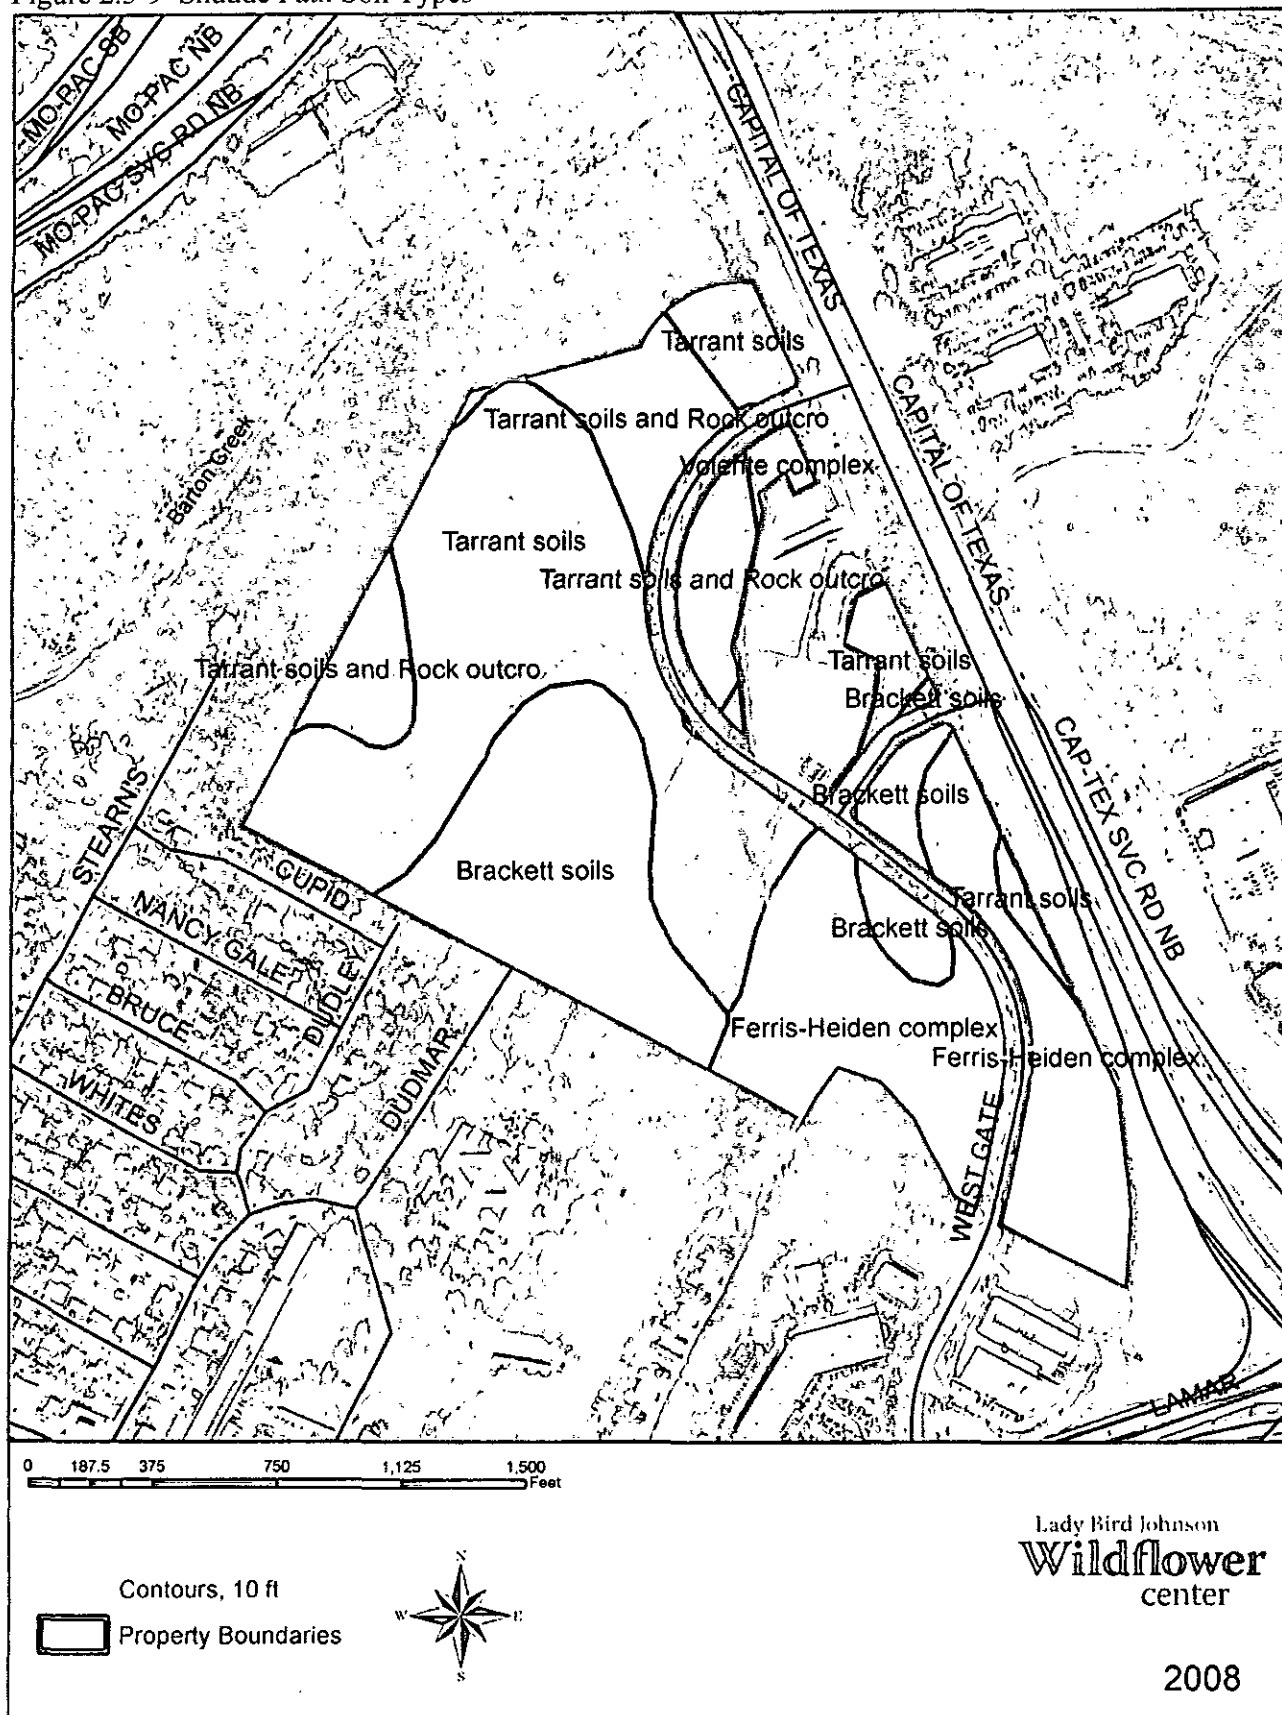 Figure 2.3-9
Soil Types
MO-PAC SB
MO-PAC NB
MO-PAC SVC RD NB
CAPITAL OF TEXAS
Tarrant soils
Tarrant soils and Rock outcro
Volente complex
CAPITAL OF TEXAS
Barton Creek
Tarrant soils
Tarrant soils and Rock outcro
Tarrant soils and Rock outcro
Tarrant soils
Brackett soils
CAP-TEX SVC RD NB
Brackett soils
STEARNS
CUPID
Brackett soils
Tarrant soils
Brackett soils
NANCY GALE
DUDLEY
BRUCE
DUDMAR
WHITES
Ferris-Heiden complex
Ferris-Heiden complex
WEST GATE
LAMAR
0 187.5 375 750 1,125 1,500
Feet
Lady Bird Johnson
Wildflower
center
N
W E
S
Contours, 10 ft
Property Boundaries
2008